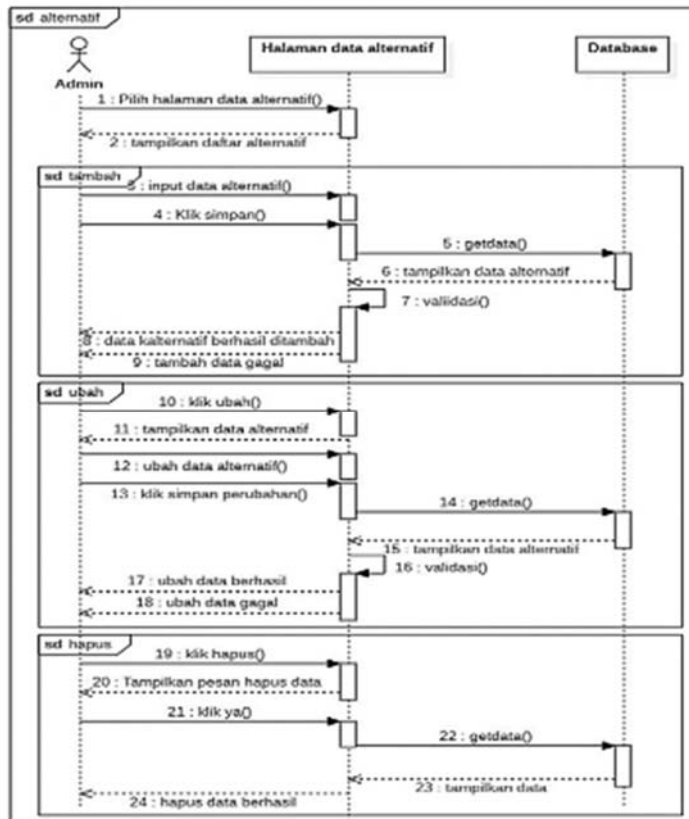 sd alternatif
Halaman data alternatif
Database
Admin
1 : Pilih halaman data alternatif()
2 : tampilkan daftar alternatif
sd tambah
3 : input data alternatif()
4 : Klik simpan()
5 : getdata()
6 : tampilkan data alternatif
7 : valiidasi()
8 : data kalternatif berhasil ditambah
9 : tambah data gagal
sd ubah
10 : klik ubah()
11 : tampilkan data alternatif
12 : ubah data alternatif()
13 : klik simpan perubahan()
14 : getdata()
15 : tampilkan data alternatif
16 : validasi()
17 : ubah data berhasil
18 : ubah data gagal
sd hapus
19 : klik hapus()
20 : Tampilkan pesan hapus data
21 : klik ya()
22 : getdata()
23 : tampilkan data
24 : hapus data berhasil